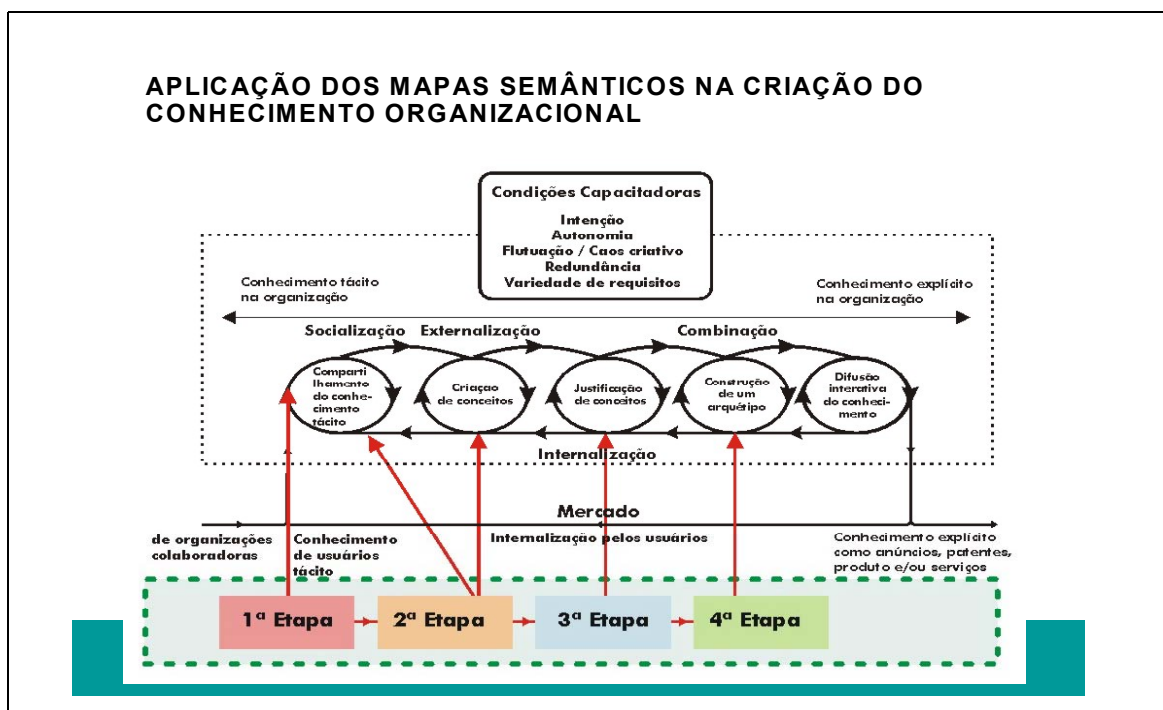 APLICAÇÃO DOS MAPAS SEMÂNTICOS NA CRIAÇÃO DO
CONHECIMENTO ORGANIZACIONAL
Condições Capacitadoras
Intenção
Autonomia
Flutuação / Caos criativo
Redundância
Variedade de requisitos
Conhecimento tácito
na organização
Conhecimento explícito
na organização
Socialização
Externalização
Combinação
Comparti
lhamento
do conhe-
cimento
tácito
Criaçao
de conceitos
Justificação
de conceitos
Construção
de um
arquétipo
Difusão
interativa
do conheci-
mento
Internalização
Mercado
de organizações
colaboradoras
Conhecimento
de usuários
tácito
Internalização pelos usuários
Conhecimento explícito
como anúncios, patentes,
produto e/ou serviços
1ª Etapa
2ª Etapa
3ª Etapa
4ª Etapa